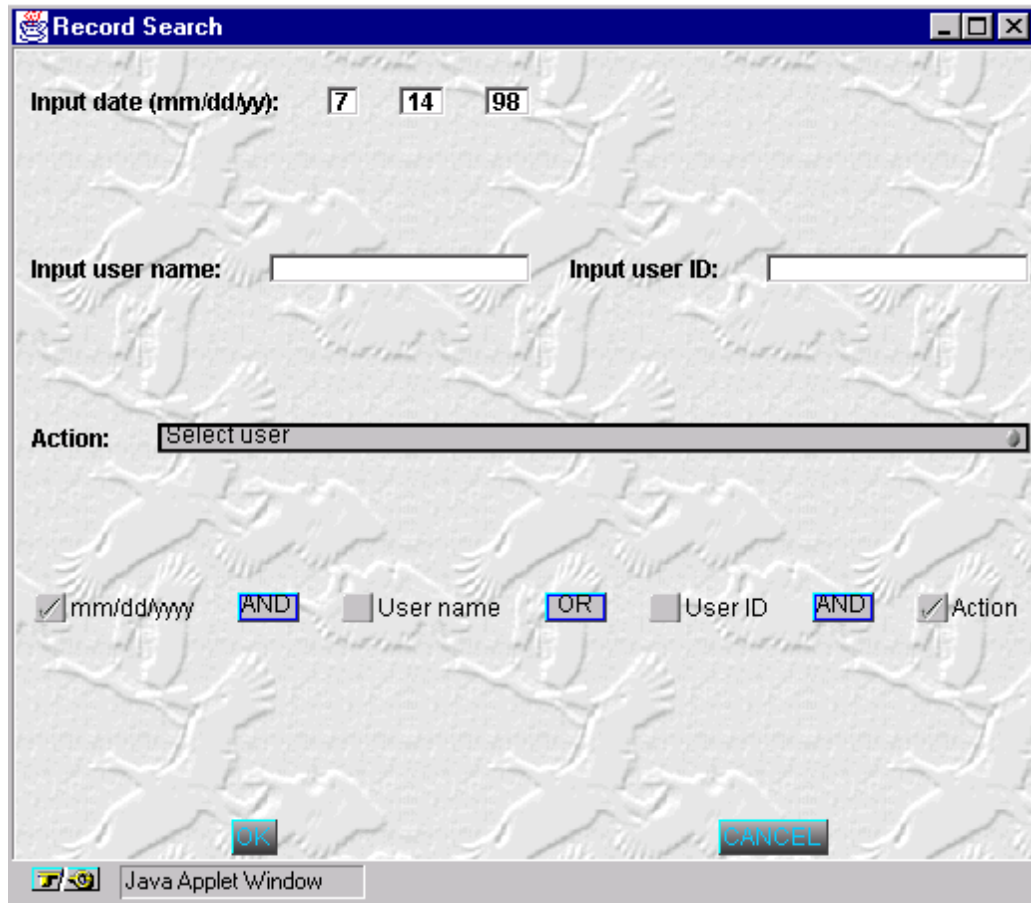 Record Search
Input date (mm/dd/yy): 7 14 98
Input user name: Input user ID:
Action: Select user
mm/dd/yyyy AND User name OR User ID AND Action
OK CANCEL
Java Applet Window